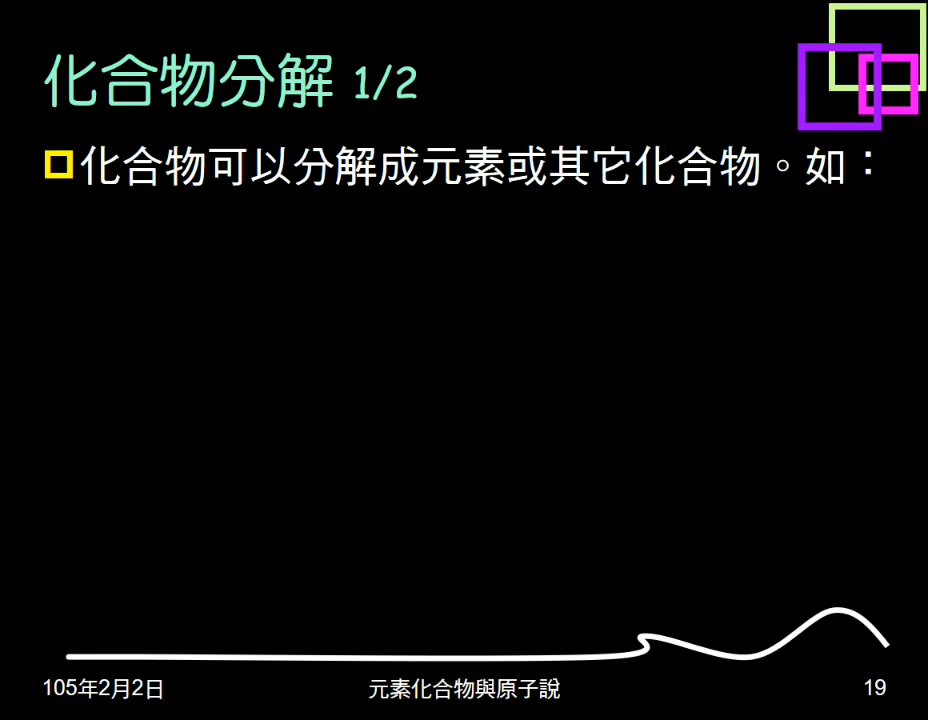 化合物分解 1/2
化合物可以分解成元素或其它化合物。如：
105年2月2日
元素化合物與原子說
19